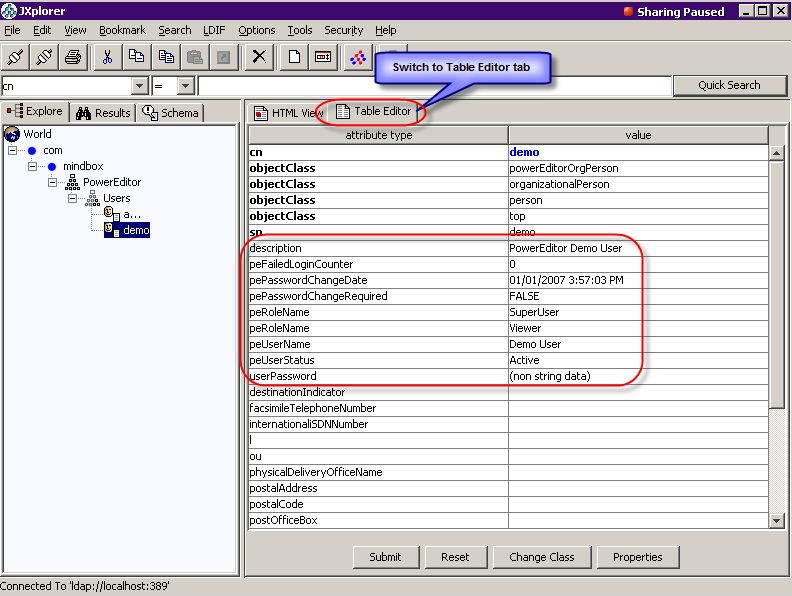 JXplorer
Sharing Paused
File Edit View Bookmark Search LDIF Options Tools Security Help
Switch to Table Editor tab
cn = Quick Search
Explore Results Schema
HTML View Table Editor
World
com
mindbox
PowerEditor
Users
a...
demo
attribute type value
cn demo
objectClass powerEditorOrgPerson
objectClass organizationalPerson
objectClass person
objectClass top
sn demo
description PowerEditor Demo User
peFailedLoginCounter 0
pePasswordChangeDate 01/01/2007 3:57:03 PM
pePasswordChangeRequired FALSE
peRoleName SuperUser
peRoleName Viewer
peUserName Demo User
peUserStatus Active
userPassword (non string data)
destinationIndicator
facsimileTelephoneNumber
internationaliSDNNumber
l
ou
physicalDeliveryOfficeName
postalAddress
postalCode
postOfficeBox
Submit Reset Change Class Properties
Connected To 'ldap://localhost:389'